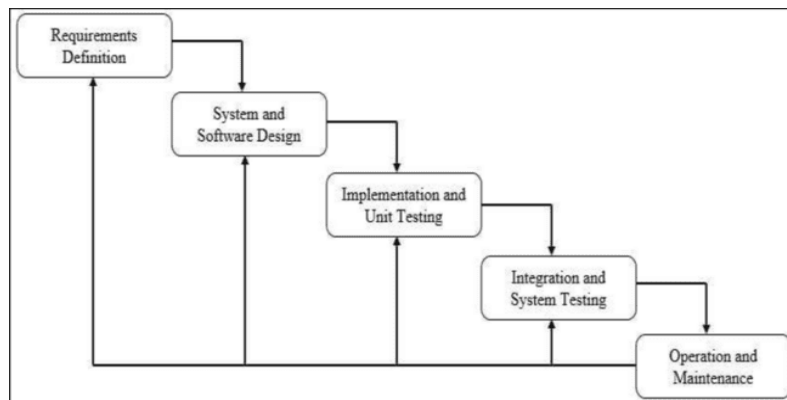 Requirements
Definition
System and
Software Design
Implementation and
Unit Testing
Integration and
System Testing
Operation and
Maintenance